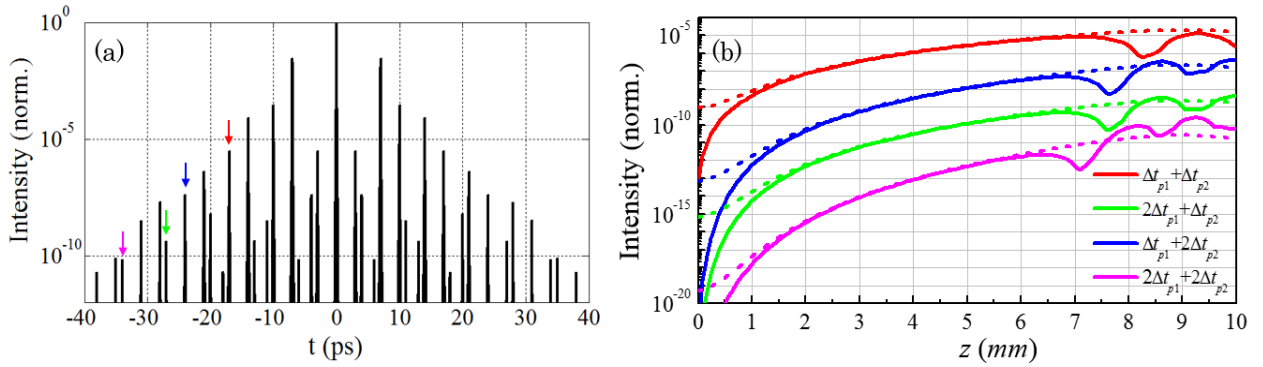 (a)
Intensity (norm.)
10^0
10^-5
10^-10
-40 -30 -20 -10 0 10 20 30 40
t (ps)
(b)
Intensity (norm.)
10^-5
10^-10
10^-15
10^-20
Δt_p1+Δt_p2
2Δt_p1+Δt_p2
Δt_p1+2Δt_p2
2Δt_p1+2Δt_p2
0 1 2 3 4 5 6 7 8 9 10
z (mm)